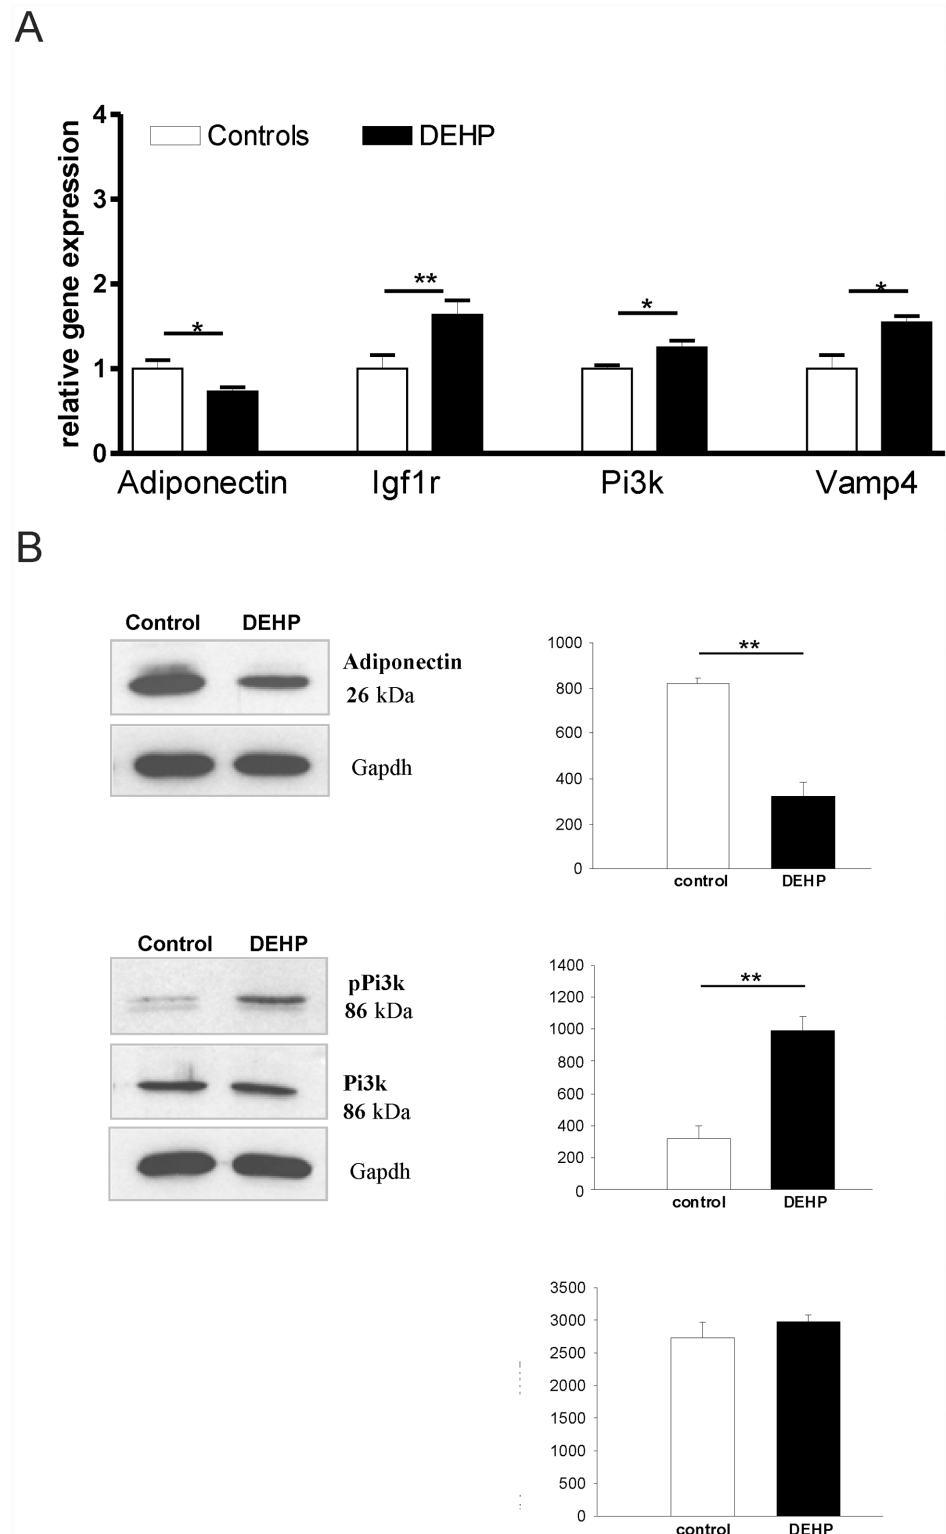 A
4
Controls DEHP
3
2
1
0
relative gene expression
* ** * *
Adiponectin Igf1r Pi3k Vamp4
B
Control DEHP
Adiponectin
26 kDa
Gapdh
1000
800
600
400
200
0
**
control DEHP
Control DEHP
pPi3k
86 kDa
Pi3k
86 kDa
Gapdh
1400
1200
1000
800
600
400
200
0
**
control DEHP
3500
3000
2500
2000
1500
1000
500
0
control DEHP